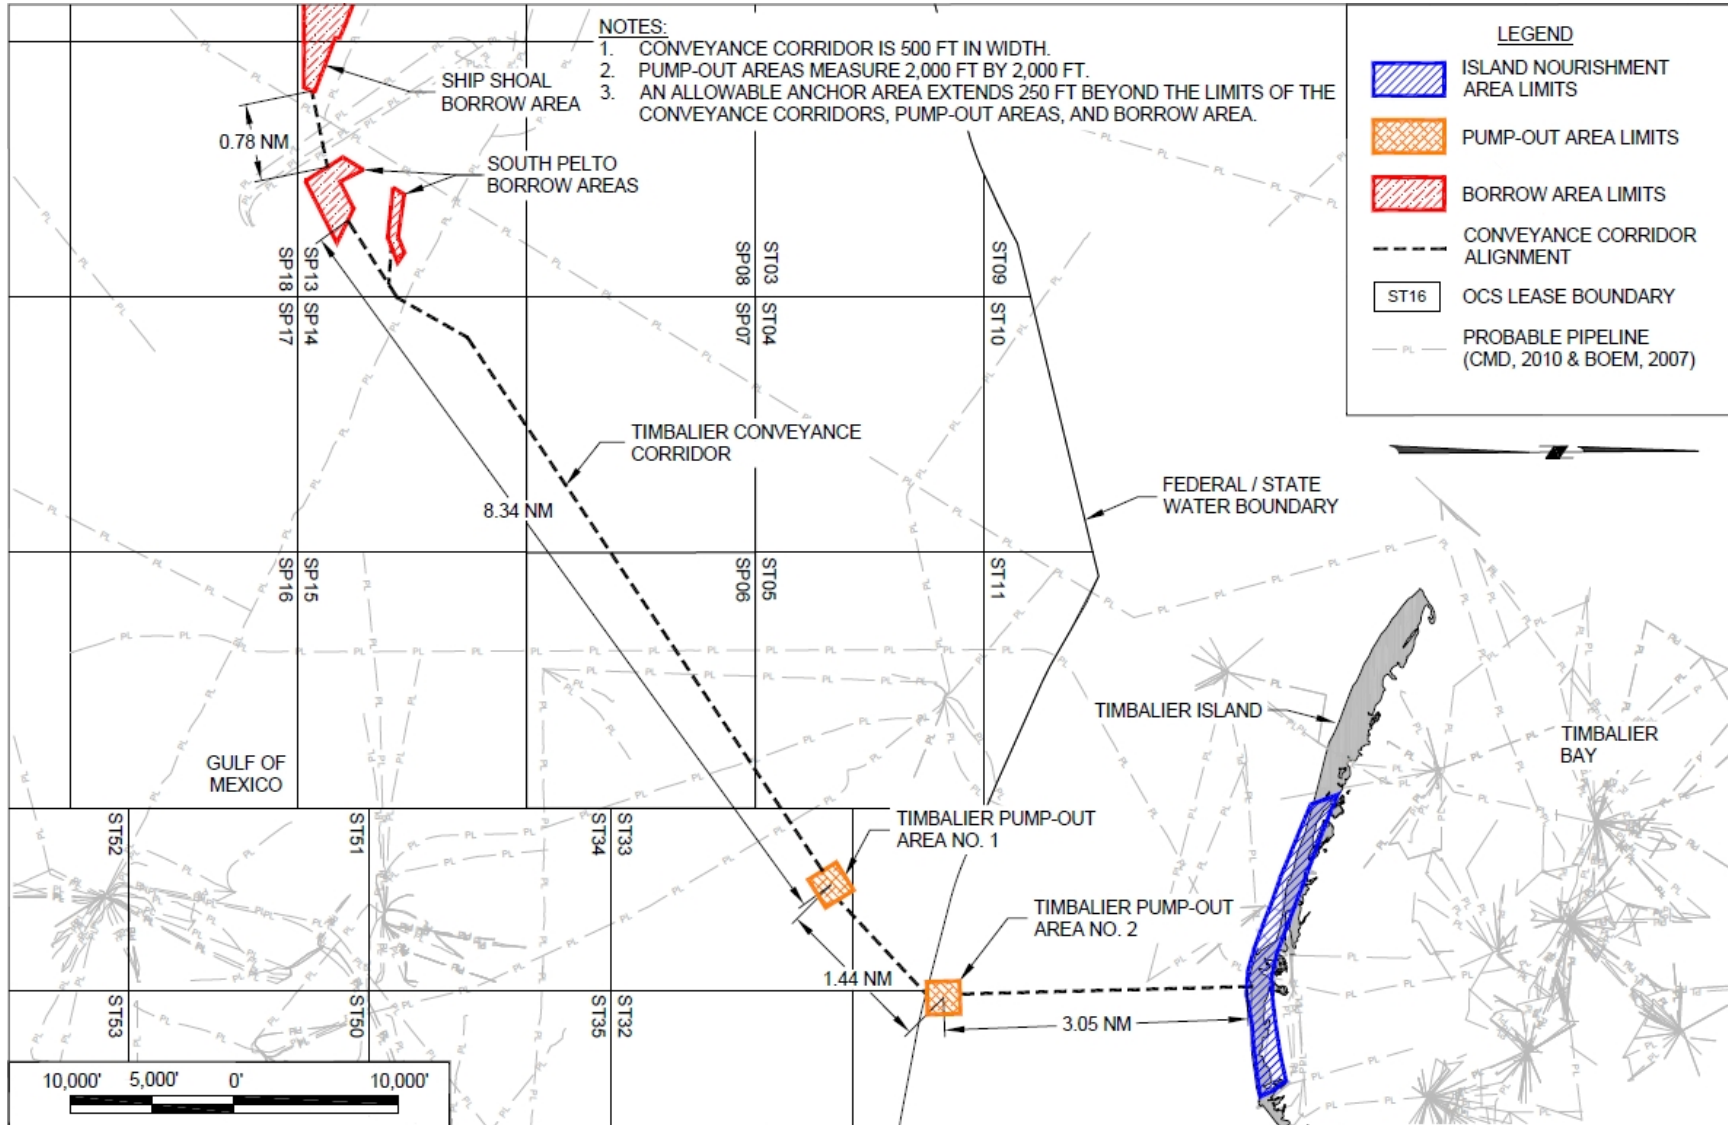 NOTES:
1. CONVEYANCE CORRIDOR IS 500 FT IN WIDTH.
2. PUMP-OUT AREAS MEASURE 2,000 FT BY 2,000 FT.
3. AN ALLOWABLE ANCHOR AREA EXTENDS 250 FT BEYOND THE LIMITS OF THE
CONVEYANCE CORRIDORS, PUMP-OUT AREAS, AND BORROW AREA.
LEGEND
ISLAND NOURISHMENT
AREA LIMITS
PUMP-OUT AREA LIMITS
BORROW AREA LIMITS
CONVEYANCE CORRIDOR
ALIGNMENT
ST16
OCS LEASE BOUNDARY
PL
PROBABLE PIPELINE
(CMD, 2010 & BOEM, 2007)
SHIP SHOAL
BORROW AREA
0.78 NM
SOUTH PELTO
BORROW AREAS
SP13
SP18
ST03
SP08
ST09
SP14
SP17
ST04
SP07
ST10
TIMBALIER CONVEYANCE
CORRIDOR
8.34 NM
FEDERAL / STATE
WATER BOUNDARY
SP15
SP16
ST05
SP06
ST11
TIMBALIER ISLAND
TIMBALIER
BAY
GULF OF
MEXICO
ST52
ST51
ST34
ST33
TIMBALIER PUMP-OUT
AREA NO. 1
TIMBALIER PUMP-OUT
AREA NO. 2
1.44 NM
3.05 NM
ST53
ST50
ST35
ST32
10,000' 5,000' 0' 10,000'